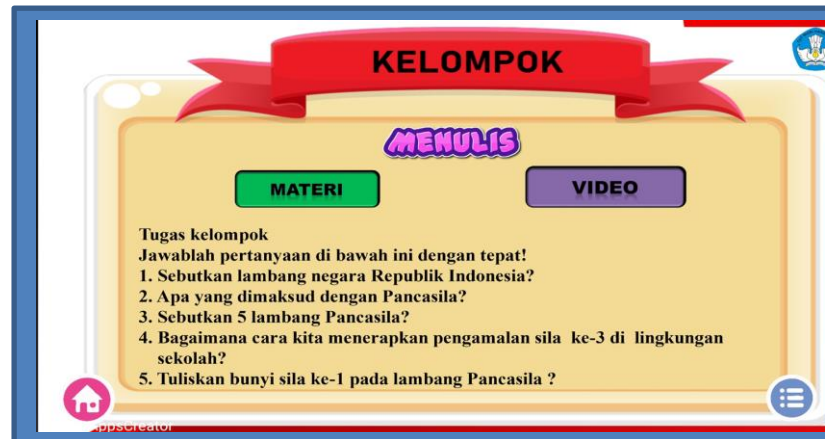 KELOMPOK
MENULIS
MATERI
VIDEO
Tugas kelompok
Jawablah pertanyaan di bawah ini dengan tepat!
1. Sebutkan lambang negara Republik Indonesia?
2. Apa yang dimaksud dengan Pancasila?
3. Sebutkan 5 lambang Pancasila?
4. Bagaimana cara kita menerapkan pengamalan sila ke-3 di lingkungan
sekolah?
5. Tuliskan bunyi sila ke-1 pada lambang Pancasila ?